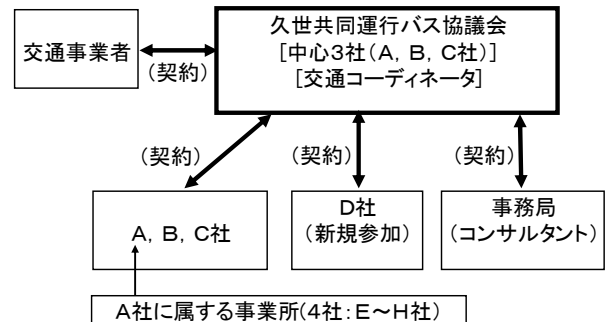 久世共同運行バス協議会
[中心3社(A, B, C社)]
[交通コーディネータ]
交通事業者
(契約)
(契約)
(契約)
(契約)
A, B, C社
D社
(新規参加)
事務局
(コンサルタント)
A社に属する事業所(4社:E~H社)